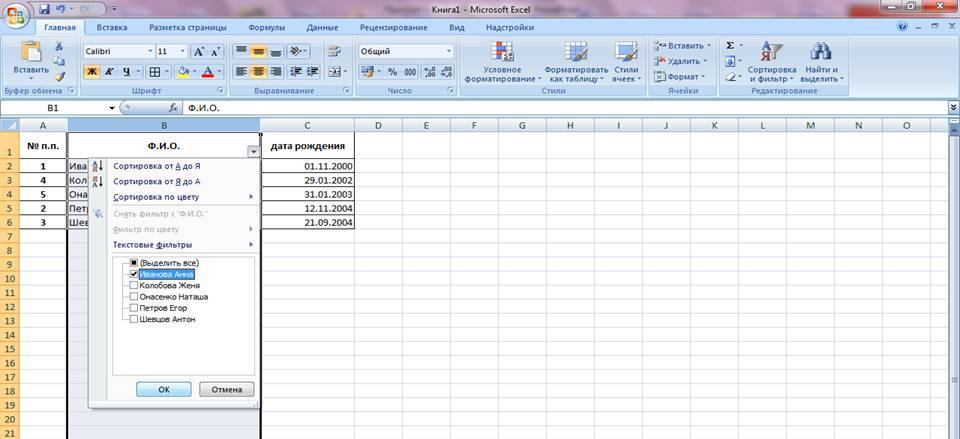 Книга1 - Microsoft Excel
Главная Вставка Разметка страницы Формулы Данные Рецензирование Вид Надстройки
Вставить
Calibri 11
Ж К Ч
Общий
% 000
Условное форматирование
Форматировать как таблицу
Стили ячеек
Вставить
Удалить
Формат
Σ
Сортировка и фильтр
Найти и выделить
Буфер обмена Шрифт Выравнивание Число Стили Ячейки Редактирование
B1 fx Ф.И.О.
A B C D E F G H I J K L M N O
1 № п.п. Ф.И.О. дата рождения
2 1 Ива 01.11.2000
3 4 Кол 29.01.2002
4 5 Она 31.01.2003
5 2 Пет 12.11.2004
6 3 Шев 21.09.2004
7
8
9
10
11
12
13
14
15
16
17
18
19
20
21
Сортировка от А до Я
Сортировка от Я до А
Сортировка по цвету
Снять фильтр с "Ф.И.О."
Фильтр по цвету
Текстовые фильтры
(Выделить все)
Иванова Анна
Колобова Женя
Онасенко Наташа
Петров Егор
Шевцов Антон
ОК Отмена